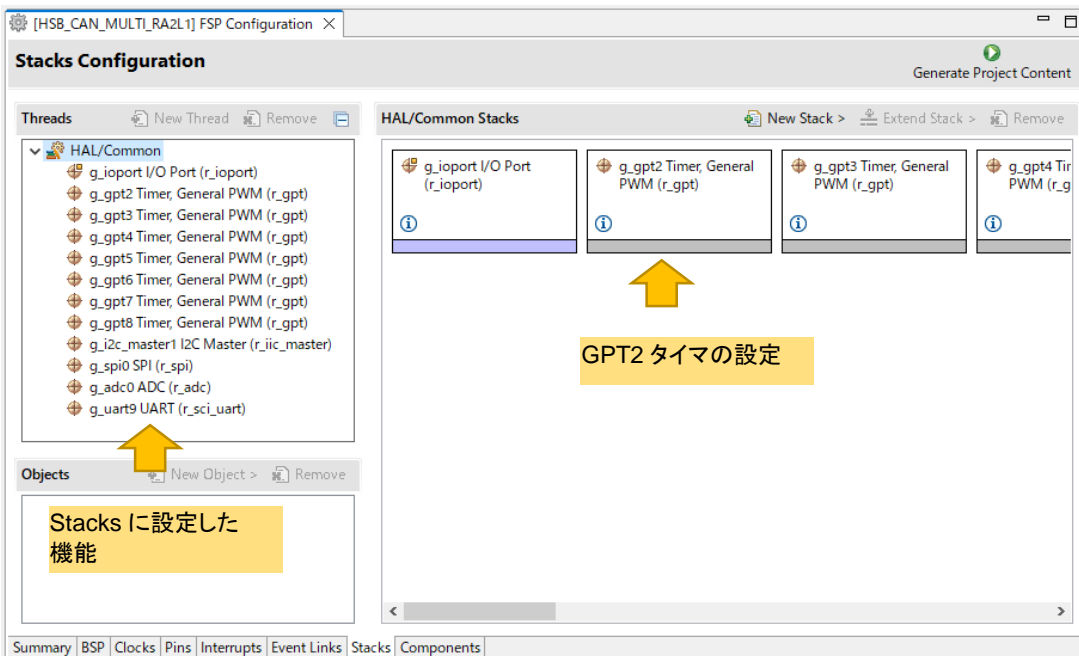 [HSB_CAN_MULTI_RA2L1] FSP Configuration
Stacks Configuration
Generate Project Content
Threads
New Thread
Remove
HAL/Common
g_ioport I/O Port (r_ioport)
g_gpt2 Timer, General PWM (r_gpt)
g_gpt3 Timer, General PWM (r_gpt)
g_gpt4 Timer, General PWM (r_gpt)
g_gpt5 Timer, General PWM (r_gpt)
g_gpt6 Timer, General PWM (r_gpt)
g_gpt7 Timer, General PWM (r_gpt)
g_gpt8 Timer, General PWM (r_gpt)
g_i2c_master1 I2C Master (r_iic_master)
g_spi0 SPI (r_spi)
g_adc0 ADC (r_adc)
g_uart9 UART (r_sci_uart)
Objects
New Object >
Remove
Stacks に設定した
機能
HAL/Common Stacks
New Stack >
Extend Stack >
Remove
g_ioport I/O Port
(r_ioport)
g_gpt2 Timer, General
PWM (r_gpt)
g_gpt3 Timer, General
PWM (r_gpt)
g_gpt4 Tir
PWM (r_g
GPT2 タイマの設定
Summary BSP Clocks Pins Interrupts Event Links Stacks Components